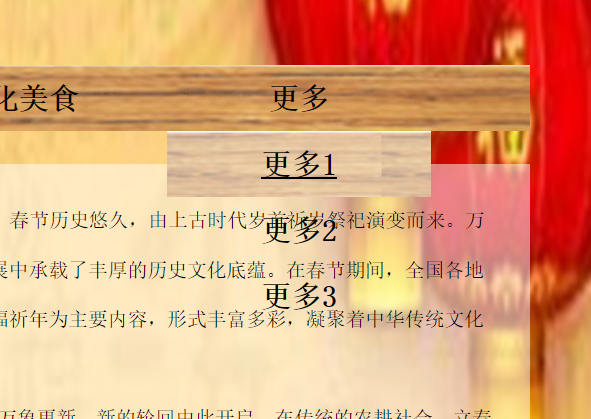 化美食 更多
更多1
春节历史悠久，由上古时代岁首祈岁祭祀演变而来。万
更多2
展中承载了丰厚的历史文化底蕴。在春节期间，全国各地
更多3
福祈年为主要内容，形式丰富多彩，凝聚着中华传统文化
万象更新、新的轮回由此开启。在传统的农耕社会，立春